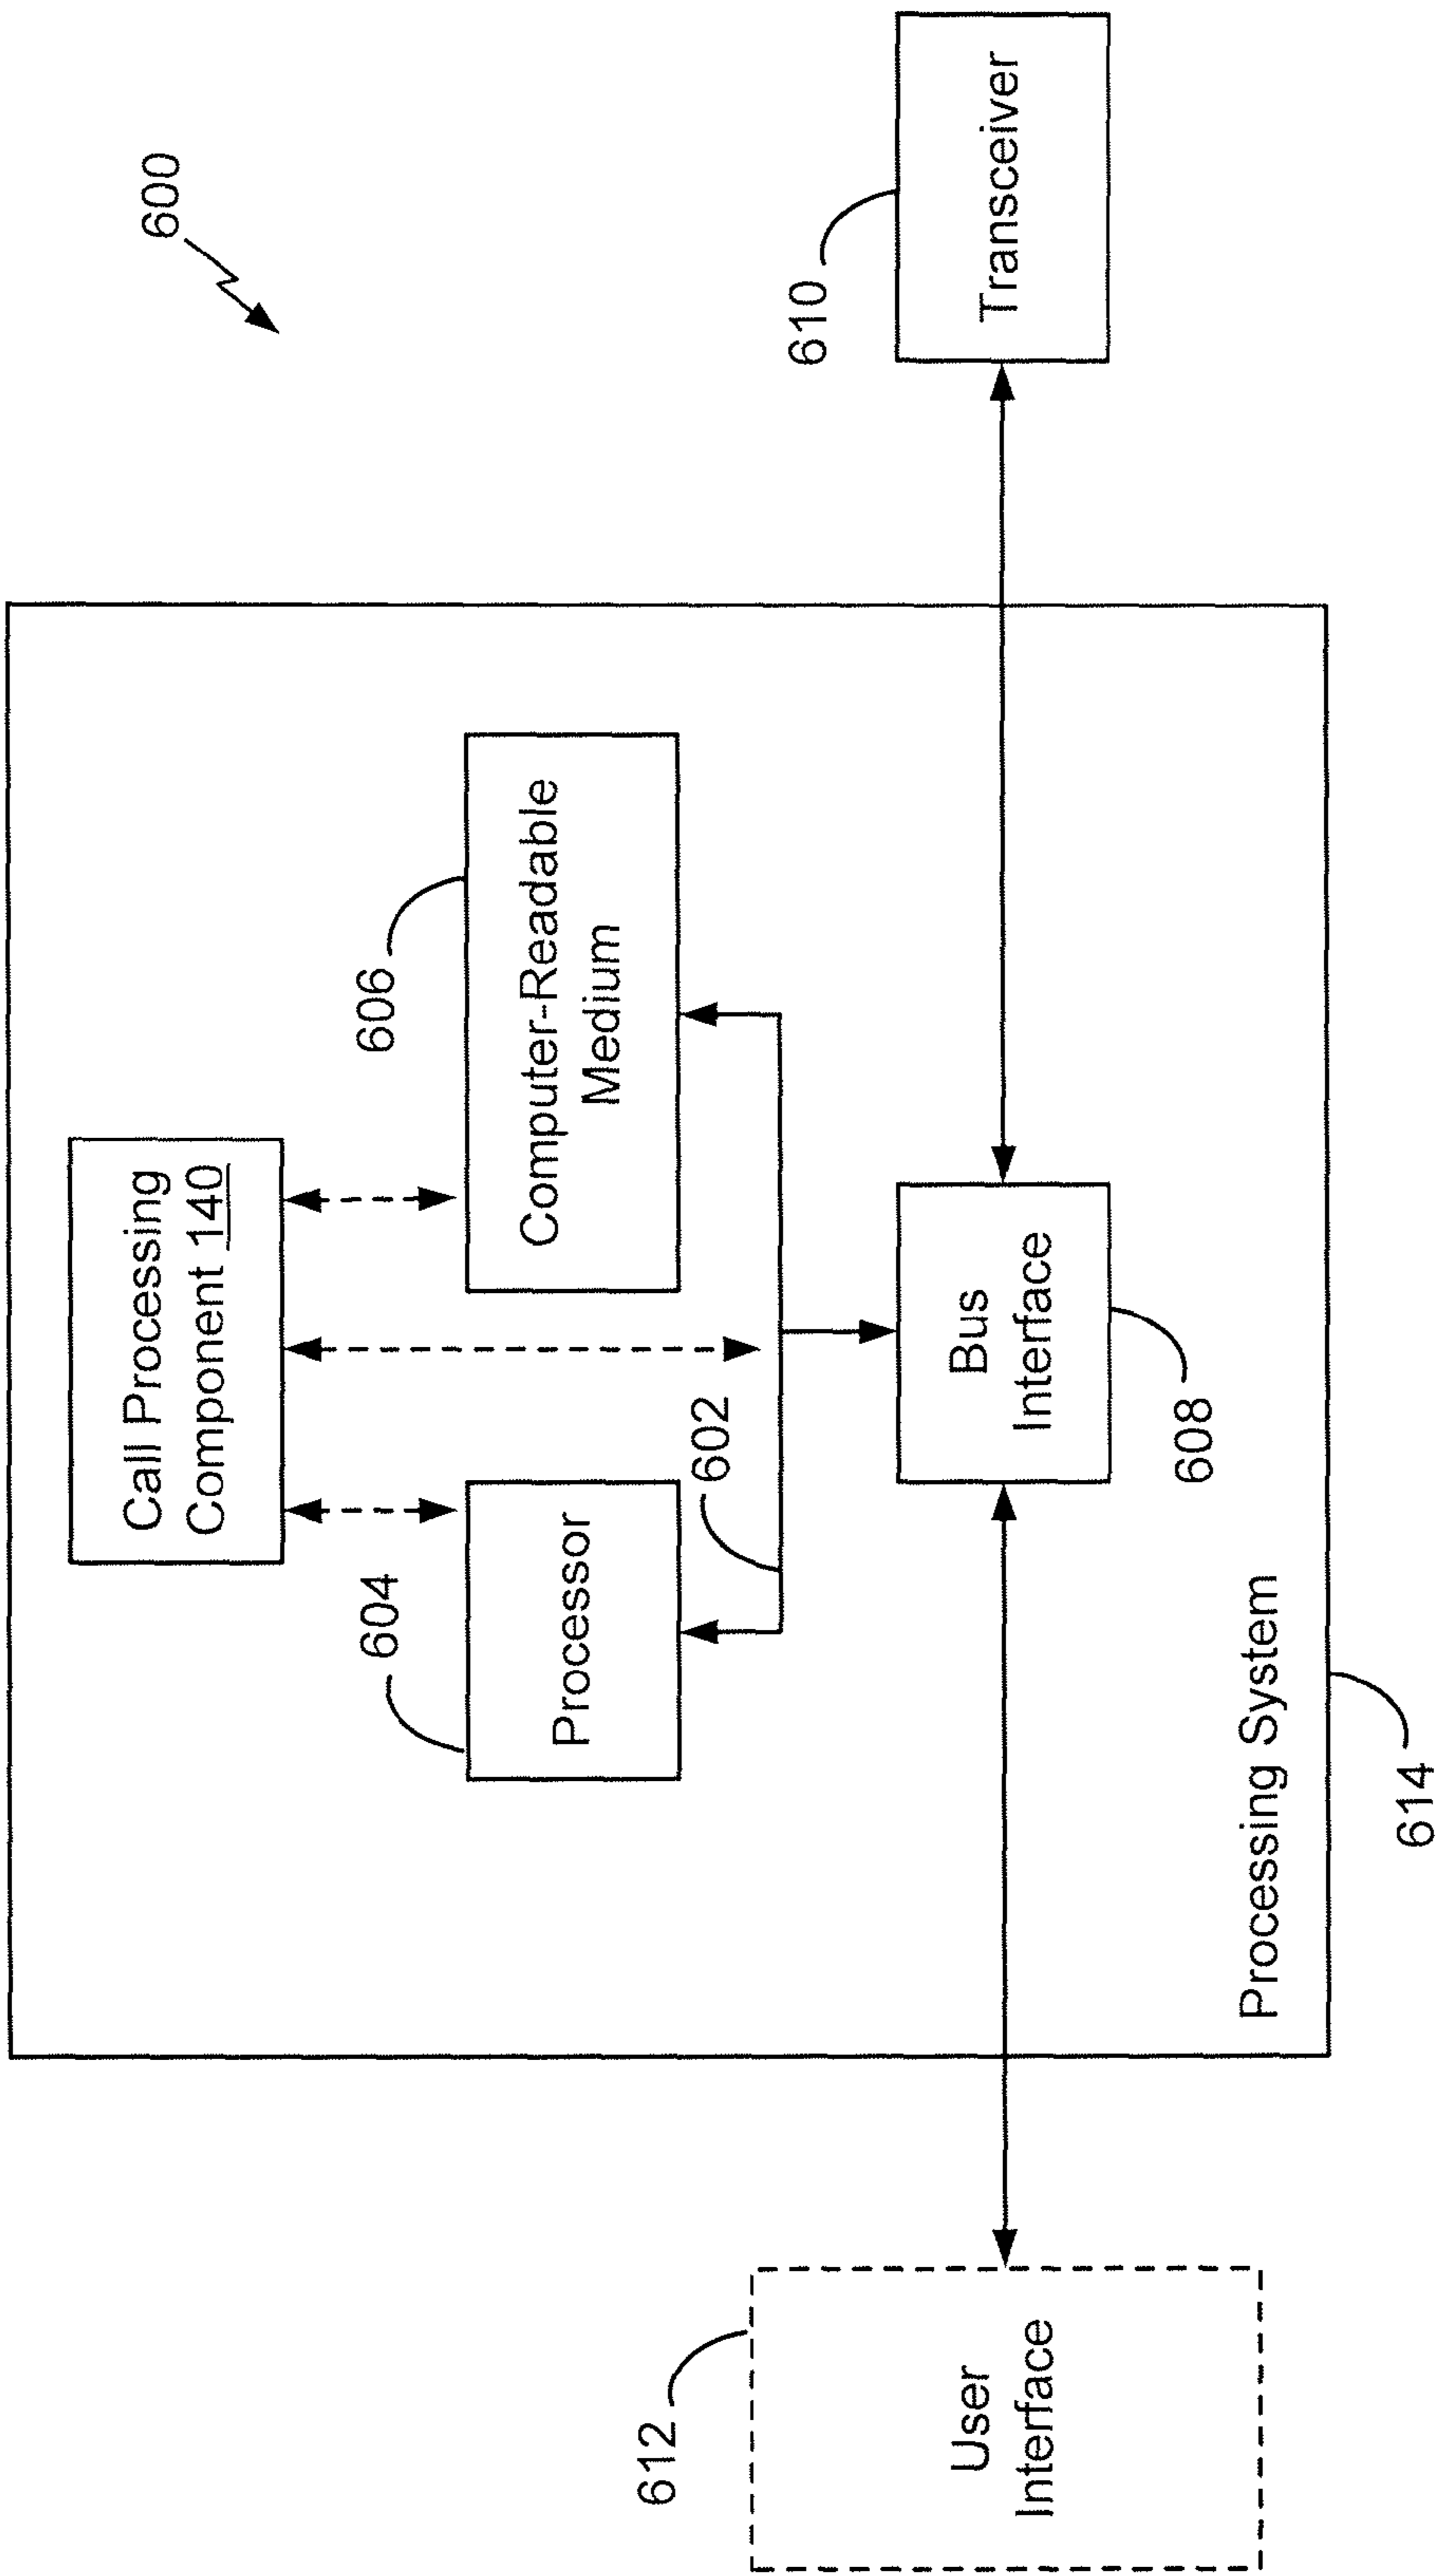 600
Call Processing
Component 140
604
606
Processor
Computer-Readable
Medium
602
612
610
User
Interface
Bus
Interface
Transceiver
608
Processing System
614